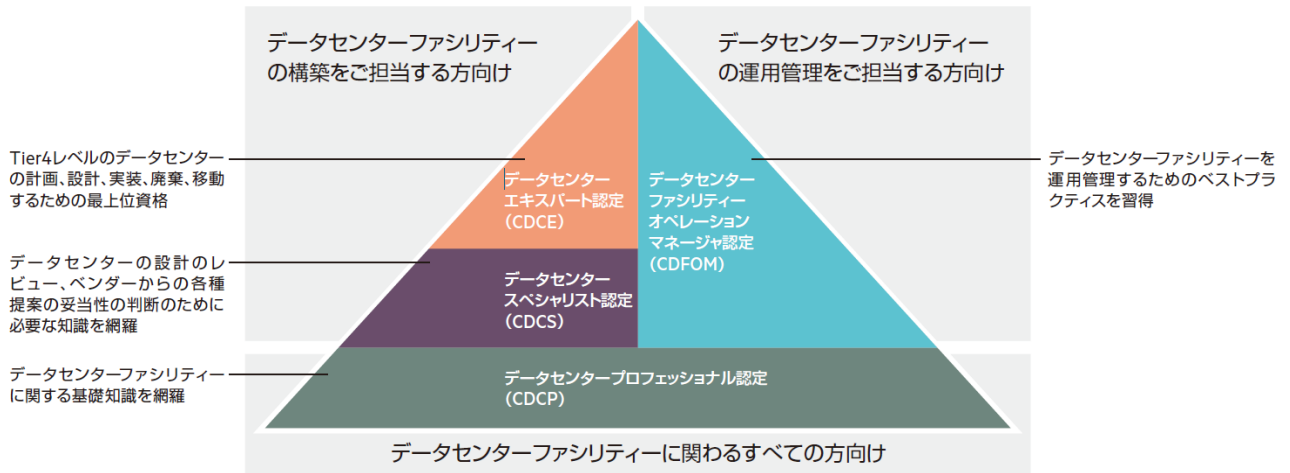 データセンターファシリティー
の構築をご担当する方向け
データセンターファシリティー
の運用管理をご担当する方向け
Tier4レベルのデータセンター
の計画、設計、実装、廃棄、移動
するための最上位資格
データセンター
エキスパート認定
(CDCE)
データセンター
ファシリティー
オペレーション
マネージャ認定
(CDFOM)
データセンターファシリティーを
運用管理するためのベストプラ
クティスを習得
データセンターの設計のレ
ビュー、ベンダーからの各種
提案の妥当性の判断のために
必要な知識を網羅
データセンター
スペシャリスト認定
(CDCS)
データセンターファシリティー
に関する基礎知識を網羅
データセンタープロフェッショナル認定
(CDCP)
データセンターファシリティーに関わるすべての方向け